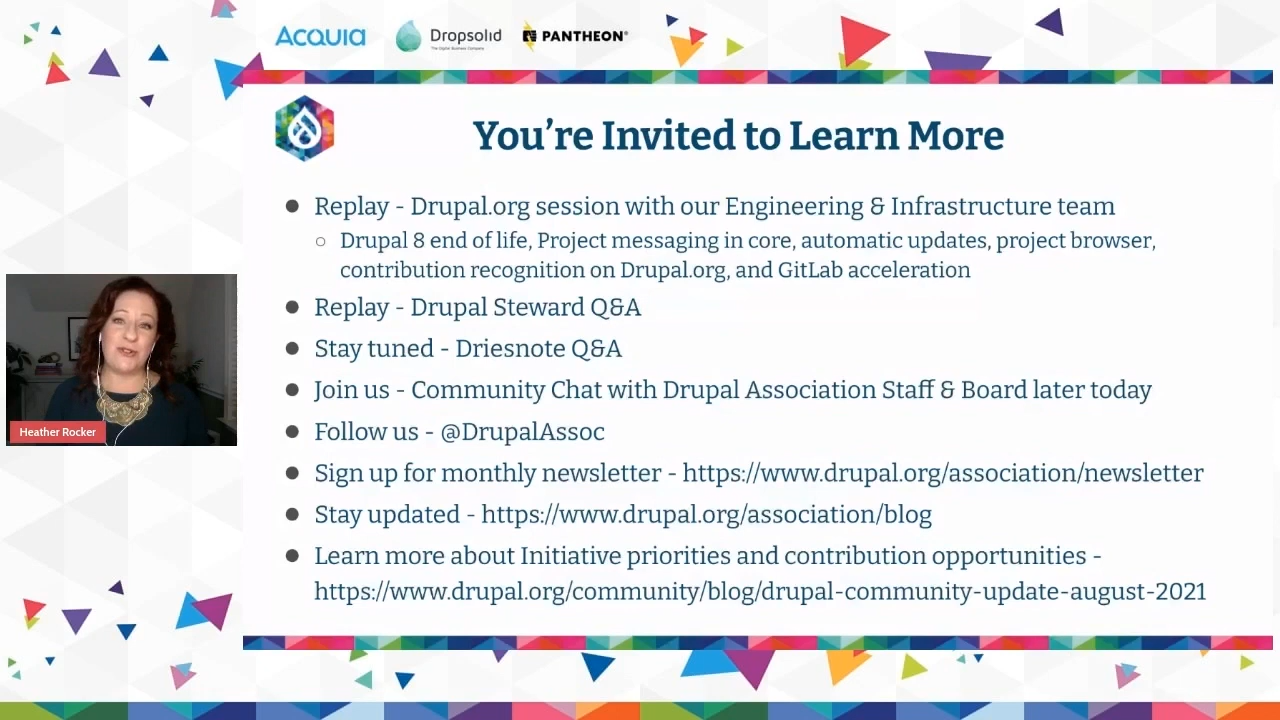 ACQUIA
Dropsolid
The Digital Business Company
PANTHEON
You're Invited to Learn More
● Replay - Drupal.org session with our Engineering & Infrastructure team
○ Drupal 8 end of life, Project messaging in core, automatic updates, project browser,
contribution recognition on Drupal.org, and GitLab acceleration
● Replay - Drupal Steward Q&A
● Stay tuned - Driesnote Q&A
● Join us - Community Chat with Drupal Association Staff & Board later today
● Follow us - @DrupalAssoc
● Sign up for monthly newsletter - https://www.drupal.org/association/newsletter
● Stay updated - https://www.drupal.org/association/blog
● Learn more about Initiative priorities and contribution opportunities -
https://www.drupal.org/community/blog/drupal-community-update-august-2021
Heather Rocker